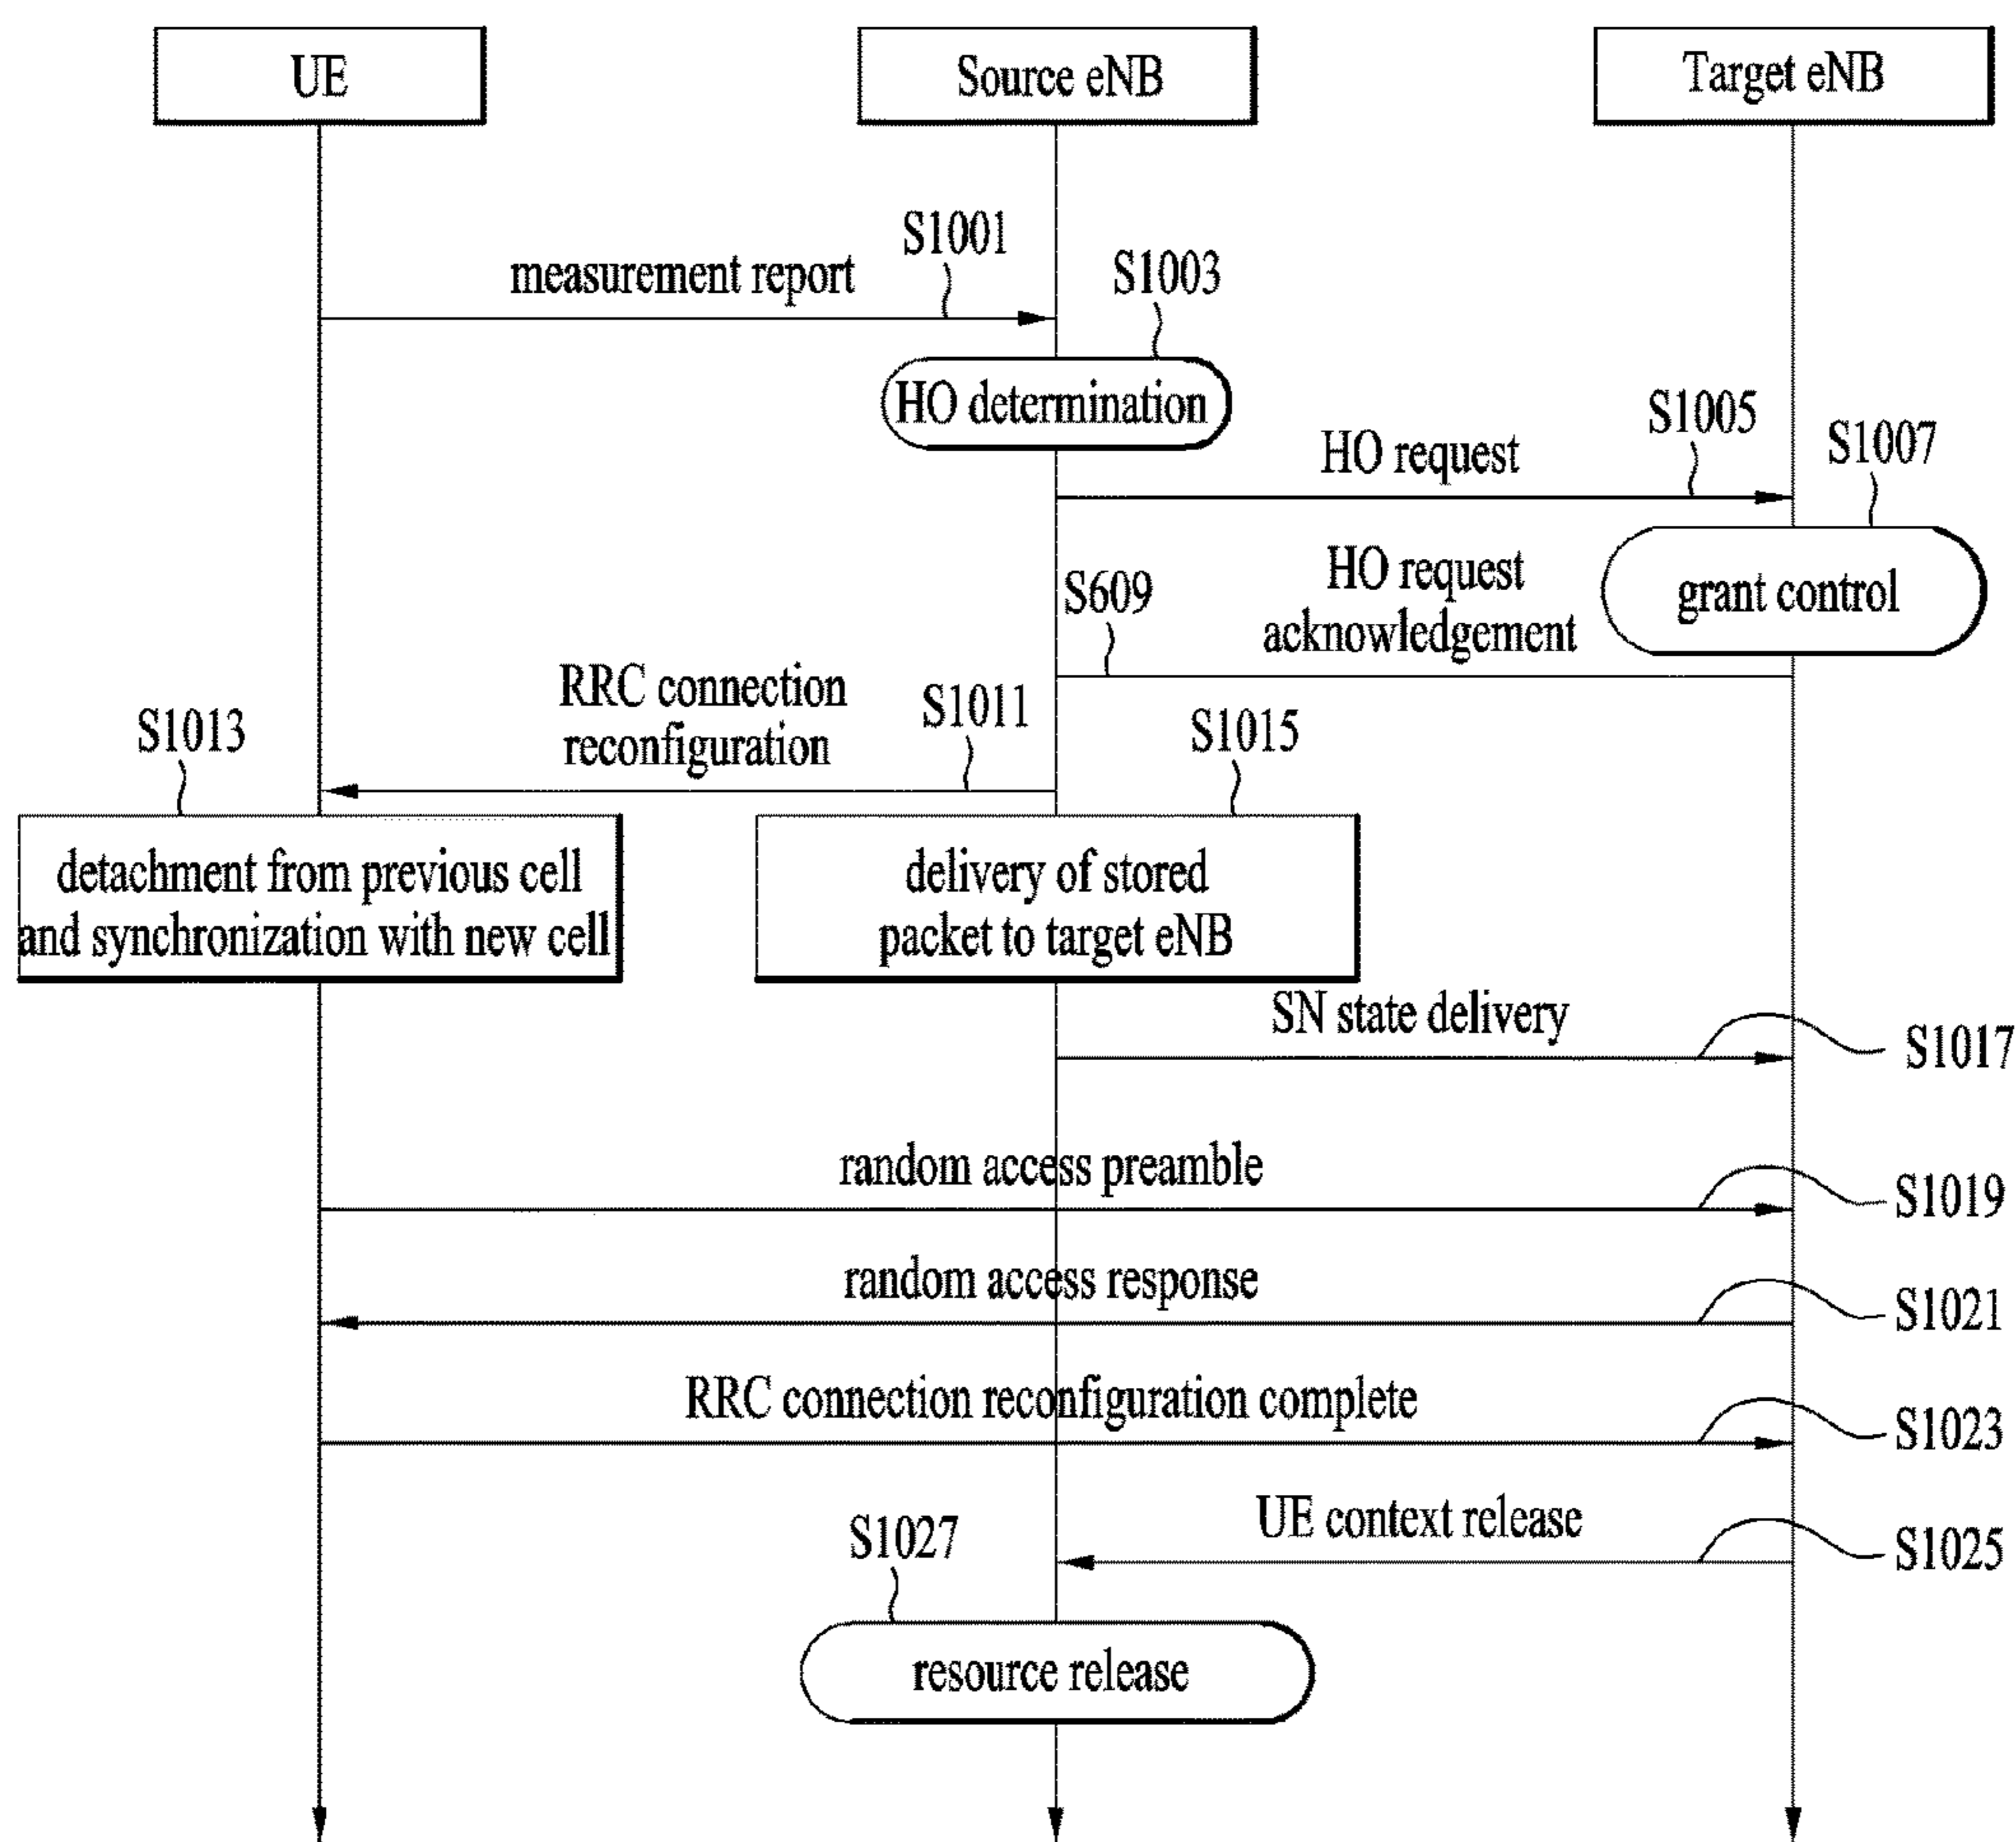 UE
Source eNB
Target eNB
S1001
measurement report
S1003
HO determination
S1005
HO request
S1007
grant control
HO request
acknowledgement
S609
RRC connection
reconfiguration
S1011
S1013
S1015
detachment from previous cell
and synchronization with new cell
delivery of stored
packet to target eNB
SN state delivery
S1017
random access preamble
S1019
random access response
S1021
RRC connection reconfiguration complete
S1023
UE context release
S1025
S1027
resource release